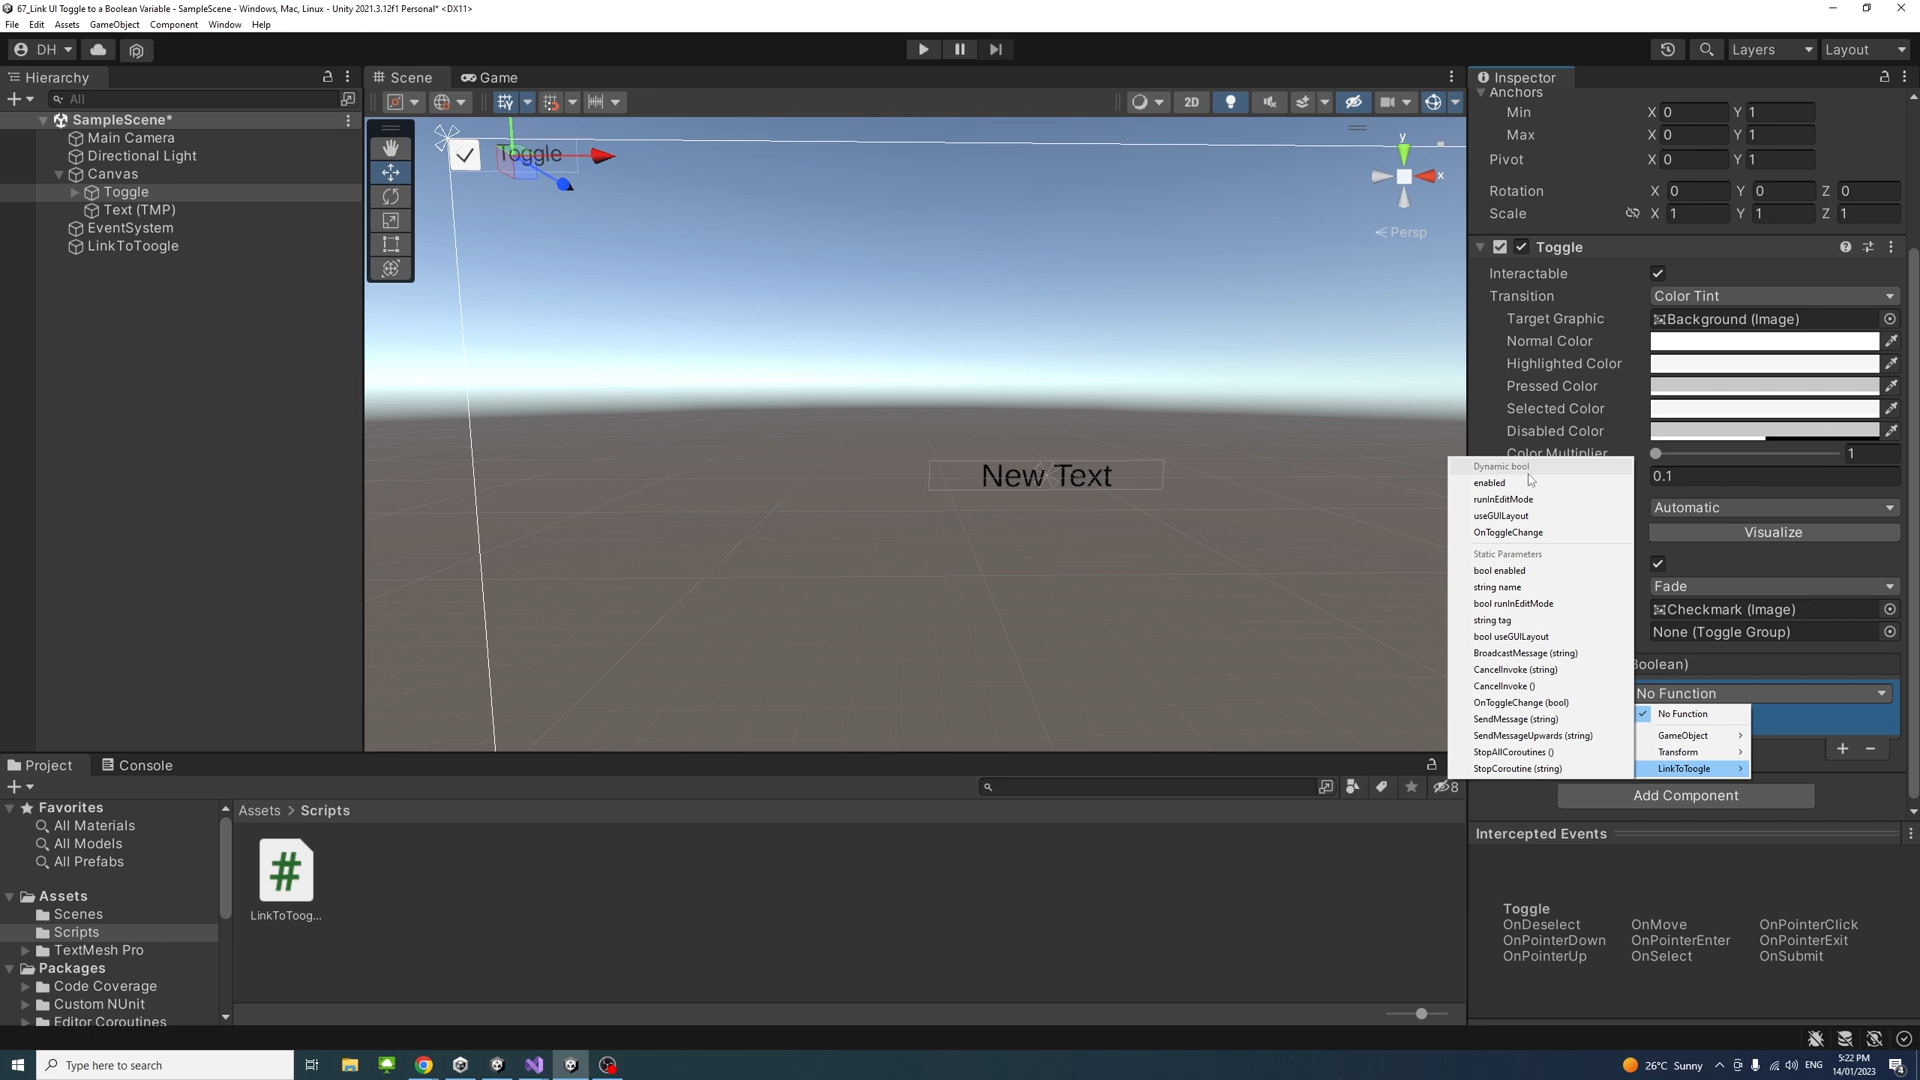 67_Link UI Toggle to a Boolean Variable - SampleScene - Windows, Mac, Linux - Unity 2021.3.12f1 Personal* <DX11>
File Edit Assets GameObject Component Window Help
DH
Layers
Layout
Hierarchy
All
SampleScene*
Main Camera
Directional Light
Canvas
Toggle
Text (TMP)
EventSystem
LinkToToogle
Scene
Game
2D
Toggle
New Text
y
x
Persp
Inspector
Anchors
Min X 0 Y 1
Max X 0 Y 1
Pivot X 0 Y 1
Rotation X 0 Y 0 Z 0
Scale X 1 Y 1 Z 1
Toggle
Interactable
Transition Color Tint
Target Graphic Background (Image)
Normal Color
Highlighted Color
Pressed Color
Selected Color
Disabled Color
Color Multiplier 1
0.1
Automatic
Visualize
Fade
Checkmark (Image)
None (Toggle Group)
Boolean)
No Function
Dynamic bool
enabled
runInEditMode
useGUILayout
OnToggleChange
Static Parameters
bool enabled
string name
bool runInEditMode
string tag
bool useGUILayout
BroadcastMessage (string)
CancelInvoke (string)
CancelInvoke ()
OnToggleChange (bool)
SendMessage (string)
SendMessageUpwards (string)
StopAllCoroutines ()
StopCoroutine (string)
No Function
GameObject
Transform
LinkToToogle
Add Component
Intercepted Events
Toggle
OnDeselect OnMove OnPointerClick
OnPointerDown OnPointerEnter OnPointerExit
OnPointerUp OnSelect OnSubmit
Project
Console
8
Favorites
All Materials
All Models
All Prefabs
Assets
Scenes
Scripts
TextMesh Pro
Packages
Code Coverage
Custom NUnit
Editor Coroutines
Assets > Scripts
#
LinkToToog...
Type here to search
26°C Sunny
ENG
5:22 PM
14/01/2023
4